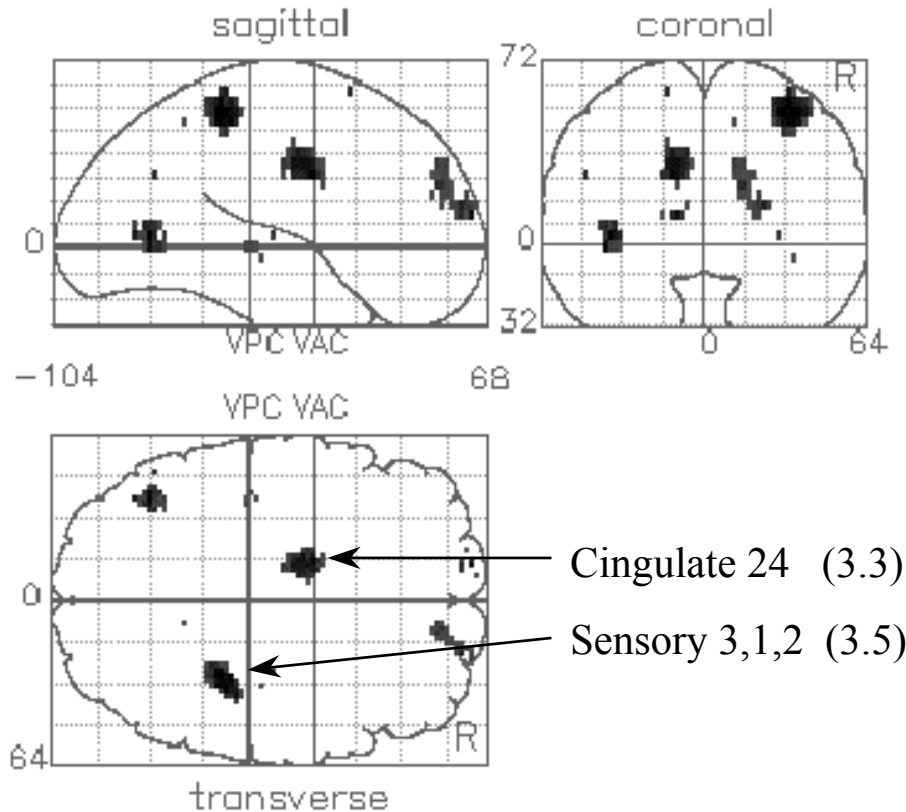 sagittal
coronal
72
R
0
0
32
VPC VAC
0
64
-104
68
VPC VAC
Cingulate 24 (3.3)
0
Sensory 3,1,2 (3.5)
R
64
transverse